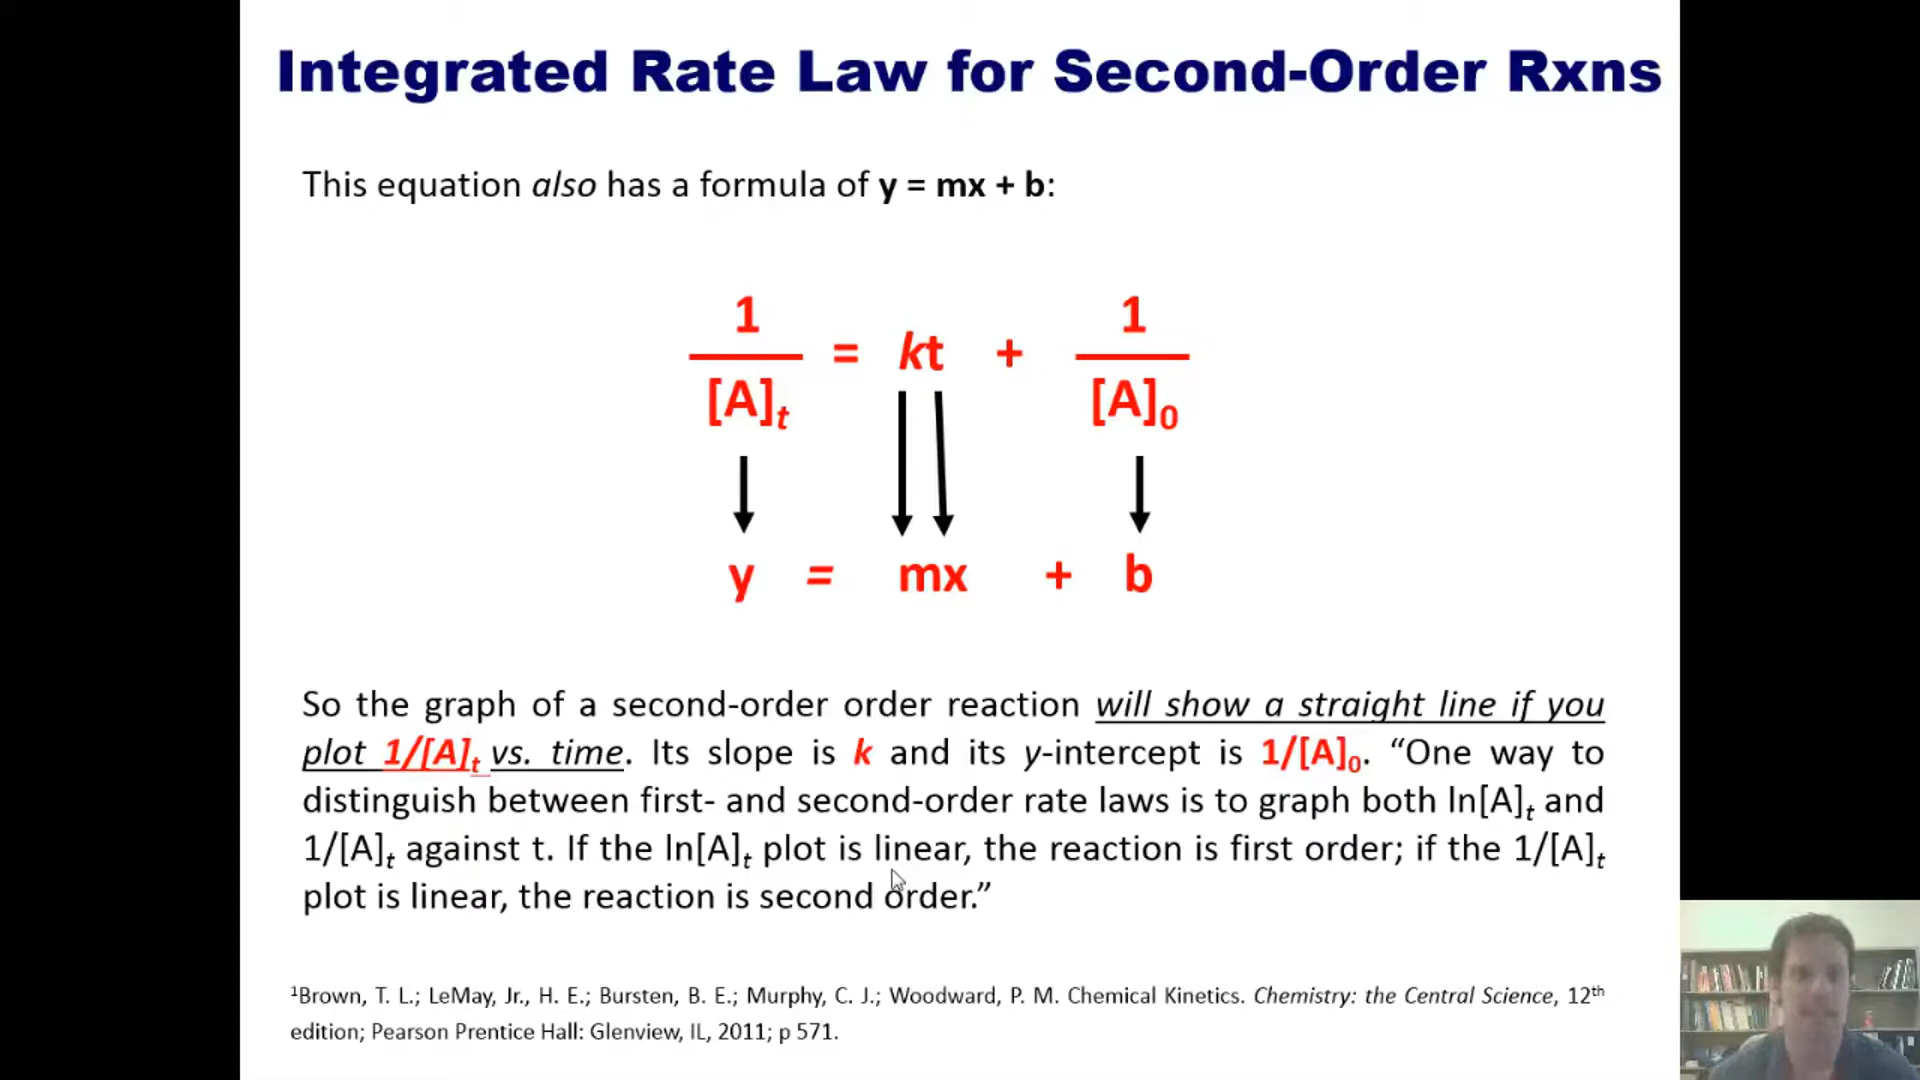 Integrated Rate Law for Second-Order Rxns
This equation also has a formula of y = mx + b:
1 1
= kt +
[A]t [A]0
y = mx + b
So the graph of a second-order order reaction will show a straight line if you
plot 1/[A]t vs. time. Its slope is k and its y-intercept is 1/[A]0. “One way to
distinguish between first- and second-order rate laws is to graph both ln[A]t and
1/[A]t against t. If the ln[A]t plot is linear, the reaction is first order; if the 1/[A]t
plot is linear, the reaction is second order.”
1Brown, T. L.; LeMay, Jr., H. E.; Bursten, B. E.; Murphy, C. J.; Woodward, P. M. Chemical Kinetics. Chemistry: the Central Science, 12th
edition; Pearson Prentice Hall: Glenview, IL, 2011; p 571.